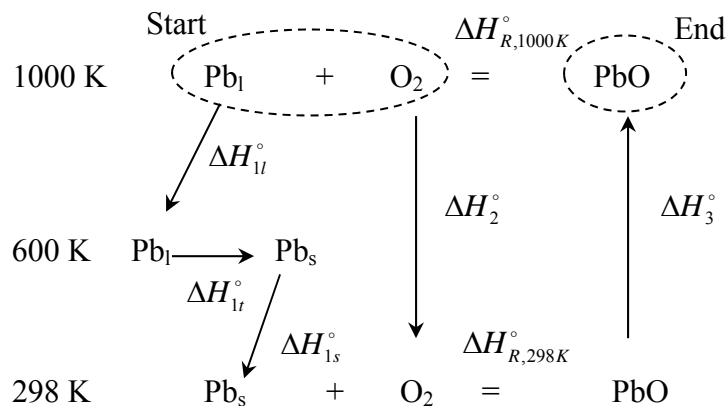 Start ΔH°R,1000K End
1000 K Pbl + O2 = PbO
ΔH°1l
ΔH°2 ΔH°3
600 K Pbl Pbs
ΔH°1t
ΔH°1s ΔH°R,298K
298 K Pbs + O2 = PbO